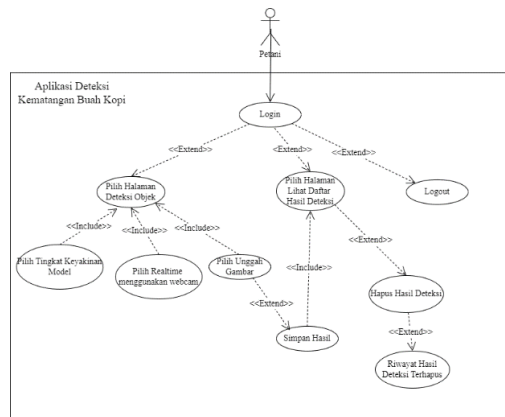 Petani
Aplikasi Deteksi
Kematangan Buah Kopi
Login
<<Extend>>
<<Extend>>
<<Extend>>
Pilih Halaman
Deteksi Objek
Pilih Halaman
Lihat Daftar
Hasil Deteksi
Logout
<<Include>>
<<Include>>
<<Include>>
<<Extend>>
Pilih Tingkat Keyakinan
Model
Pilih Realtime
menggunakan webcam
Pilih Unggah
Gambar
<<Include>>
Hapus Hasil Deteksi
<<Extend>>
Simpan Hasil
<<Extend>>
Riwayat Hasil
Deteksi Terhapus